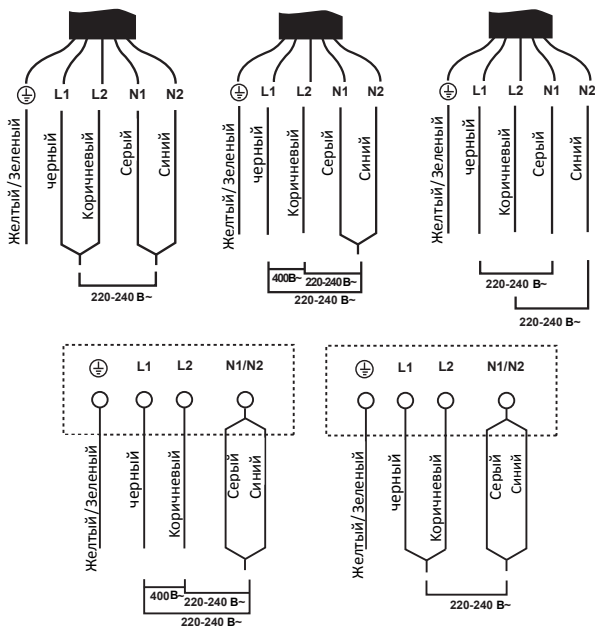 L1 L2 N1 N2
Желтый/Зеленый
черный
Коричневый
Серый
Синий
220-240 В~
L1 L2 N1 N2
Желтый/Зеленый
черный
Коричневый
Серый
Синий
400В~ 220-240 В~
220-240 В~
L1 L2 N1 N2
Желтый/Зеленый
черный
Коричневый
Серый
Синий
220-240 В~
220-240 В~
L1 L2 N1/N2
Желтый/Зеленый
черный
Коричневый
Серый
Синий
400В~ 220-240 В~
220-240 В~
L1 L2 N1/N2
Желтый/Зеленый
черный
Коричневый
Серый
Синий
220-240 В~